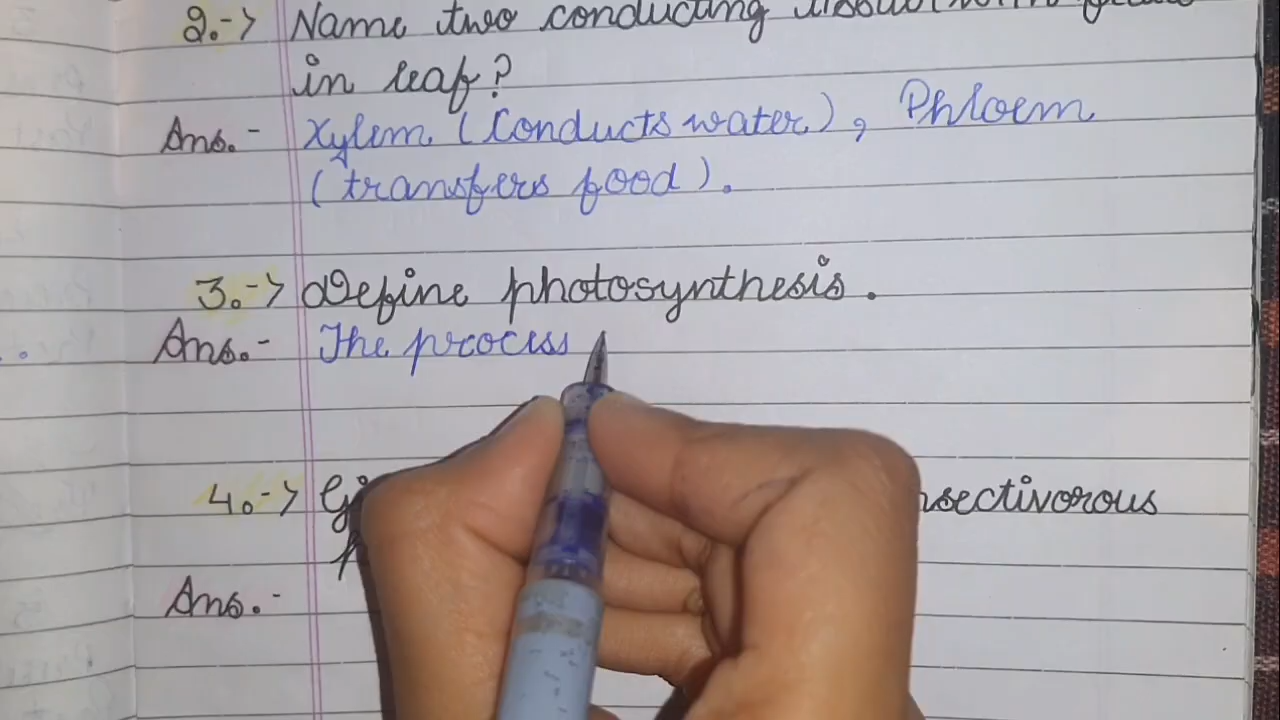 2.-> Name two conducting
in leaf?
Ans.- Xylem (Conducts water), Phloem
(transfers food).
3.-> Define photosynthesis.
Ans.- The process
4.-> sectivorous
Ans.-